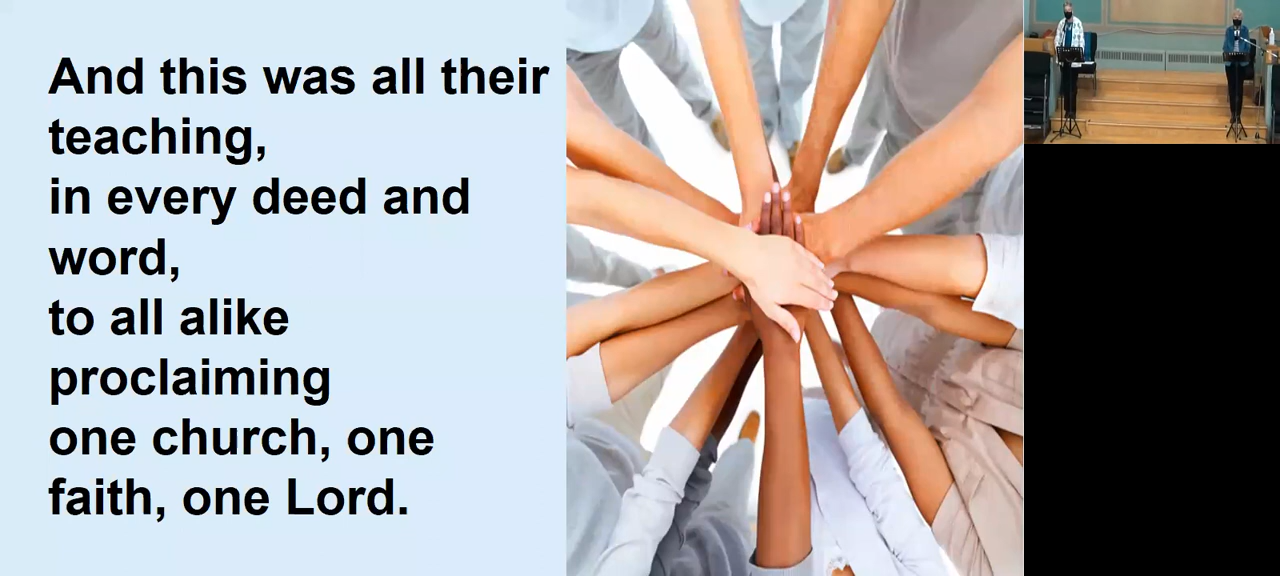 And this was all their
teaching,
in every deed and
word,
to all alike
proclaiming
one church, one
faith, one Lord.